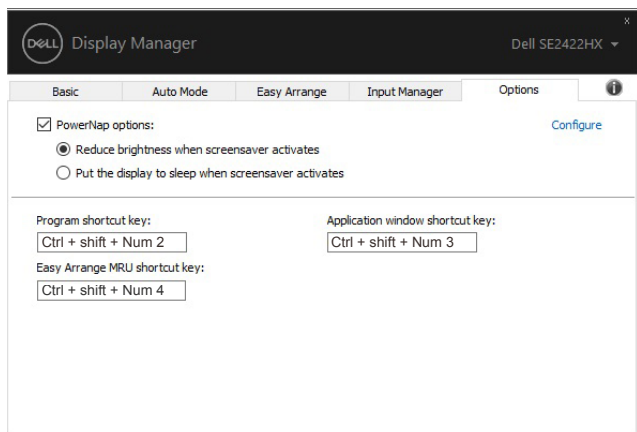 x
DELL Display Manager Dell SE2422HX
Basic Auto Mode Easy Arrange Input Manager Options i
PowerNap options: Configure
Reduce brightness when screensaver activates
Put the display to sleep when screensaver activates
Program shortcut key: Application window shortcut key:
Ctrl + shift + Num 2 Ctrl + shift + Num 3
Easy Arrange MRU shortcut key:
Ctrl + shift + Num 4